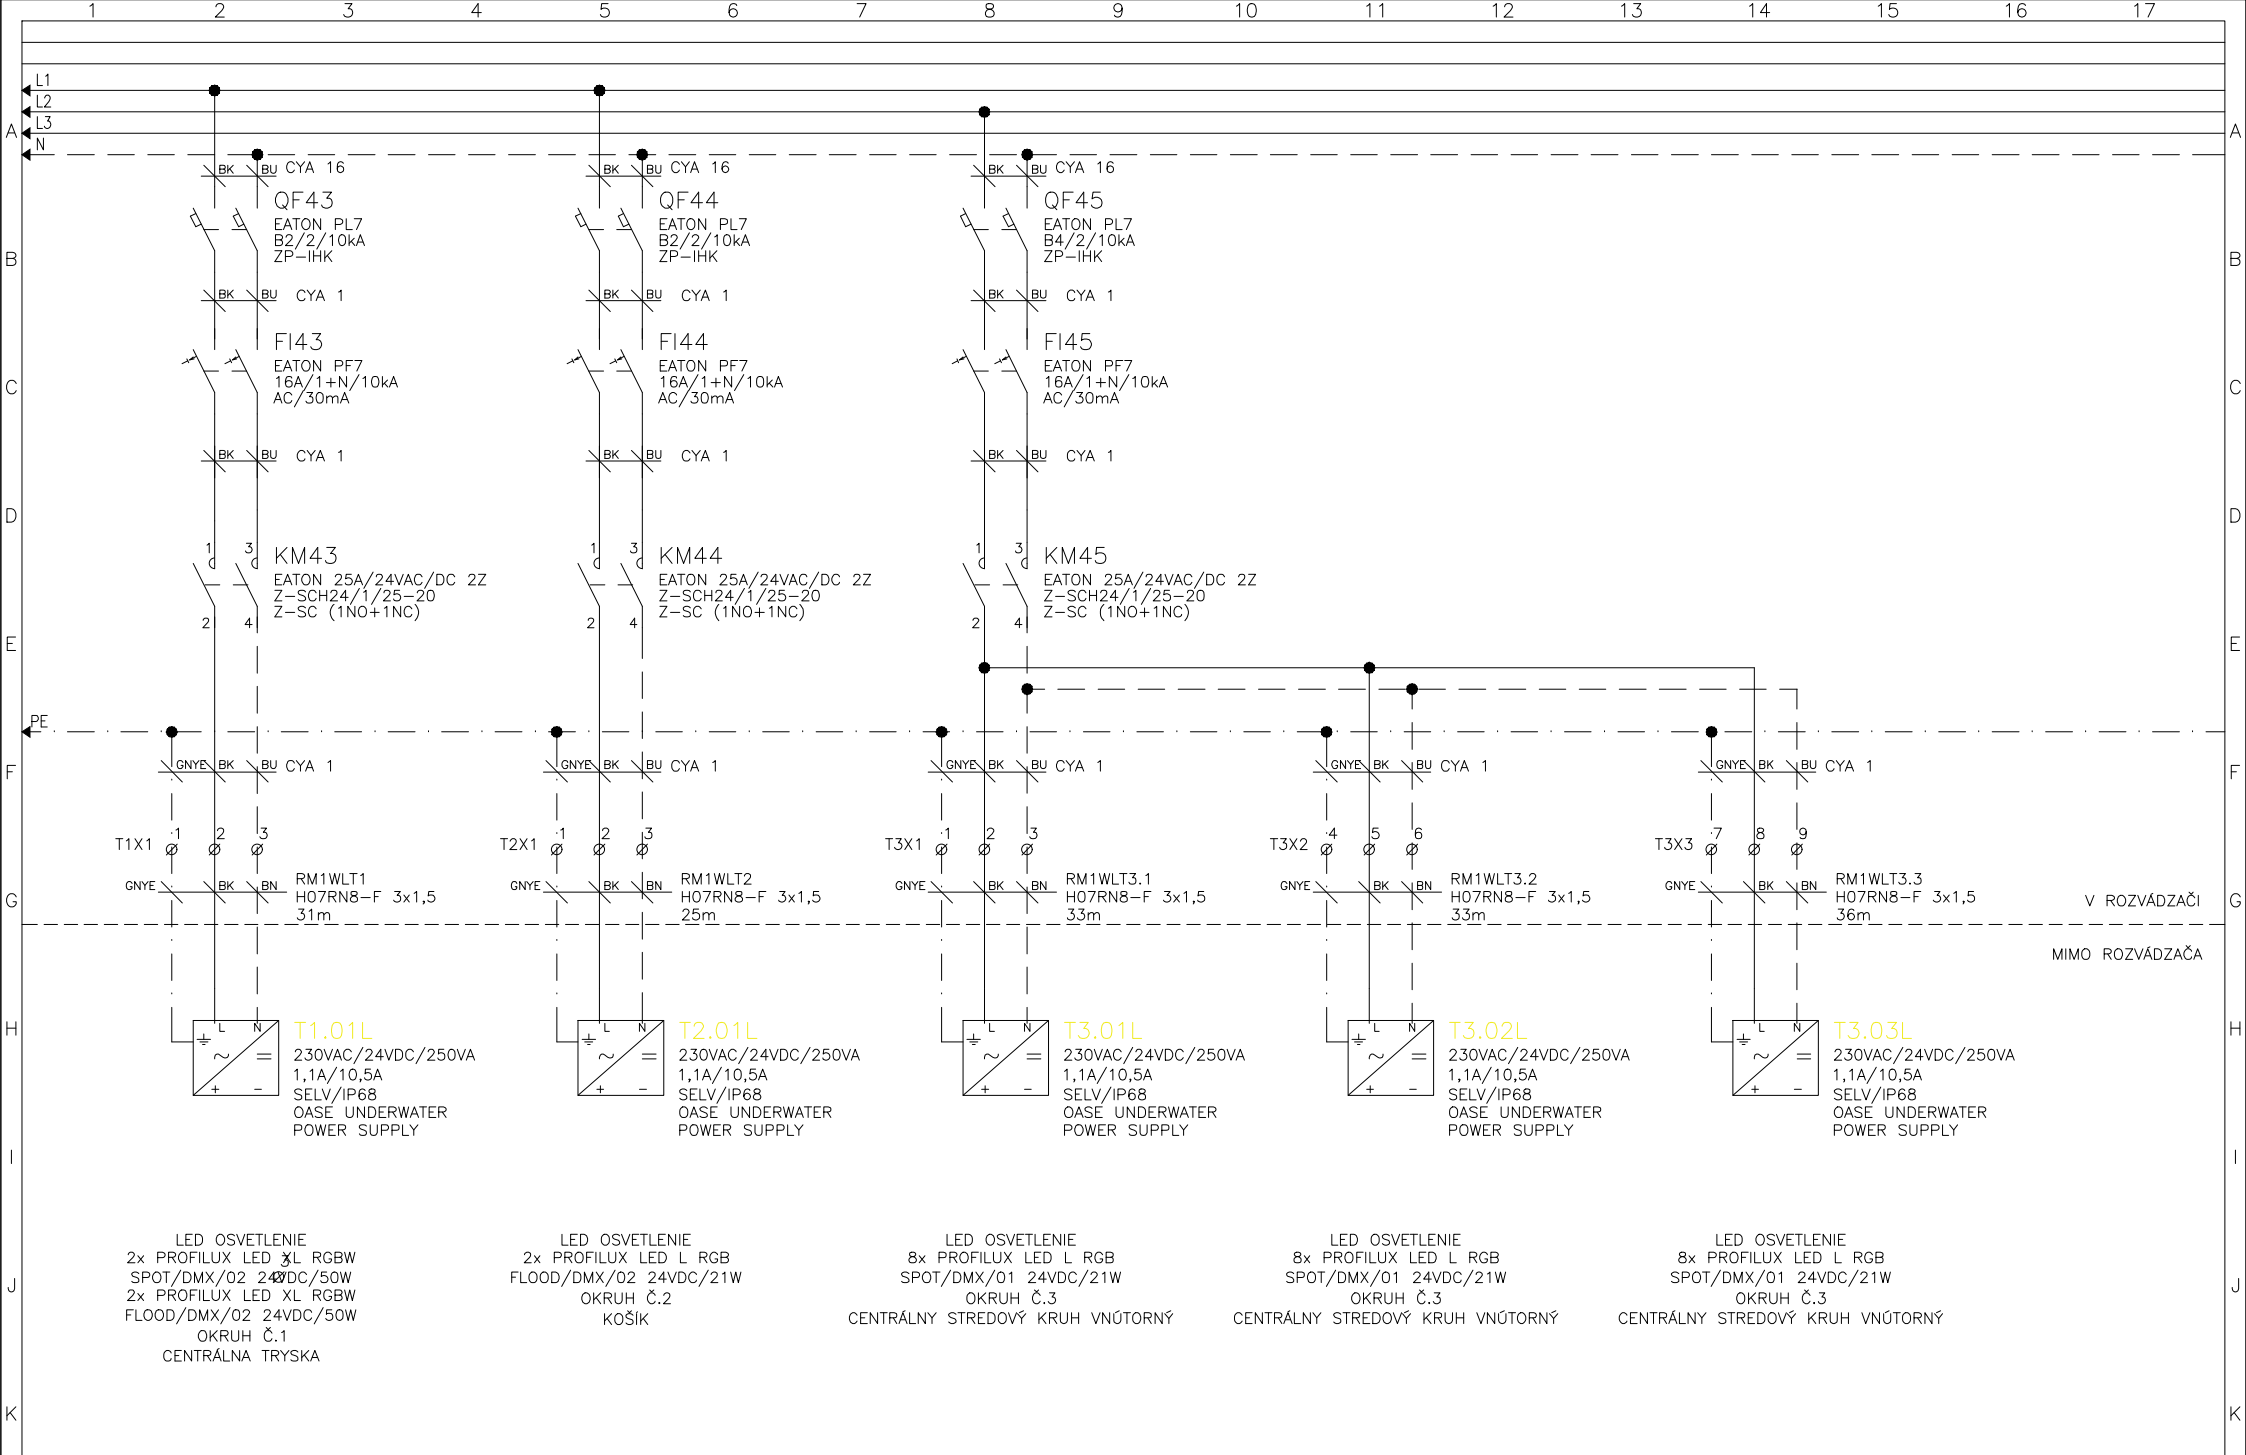 1 2 3 4 5 6 7 8 9 10 11 12 13 14 15 16 17
L1
L2
L3
N
A A
B B
C C
D D
E E
F F
G G
H H
I I
J J
K K
BK BU CYA 16
QF43
EATON PL7
B2/2/10kA
ZP-IHK
BK BU CYA 1
FI43
EATON PF7
16A/1+N/10kA
AC/30mA
BK BU CYA 1
1 3 KM43
EATON 25A/24VAC/DC 2Z
Z-SCH24/1/25-20
Z-SC (1NO+1NC)
2 4
BK BU CYA 16
QF44
EATON PL7
B2/2/10kA
ZP-IHK
BK BU CYA 1
FI44
EATON PF7
16A/1+N/10kA
AC/30mA
BK BU CYA 1
1 3 KM44
EATON 25A/24VAC/DC 2Z
Z-SCH24/1/25-20
Z-SC (1NO+1NC)
2 4
BK BU CYA 16
QF45
EATON PL7
B4/2/10kA
ZP-IHK
BK BU CYA 1
FI45
EATON PF7
16A/1+N/10kA
AC/30mA
BK BU CYA 1
1 3 KM45
EATON 25A/24VAC/DC 2Z
Z-SCH24/1/25-20
Z-SC (1NO+1NC)
2 4
PE
GNYE BK BU CYA 1
T1X1 1 2 3
GNYE BK BN
RM1WLT1
H07RN8-F 3x1,5
31m
GNYE BK BU CYA 1
T2X1 1 2 3
GNYE BK BN
RM1WLT2
H07RN8-F 3x1,5
25m
GNYE BK BU CYA 1
T3X1 1 2 3
GNYE BK BN
RM1WLT3.1
H07RN8-F 3x1,5
33m
GNYE BK BU CYA 1
T3X2 4 5 6
GNYE BK BN
RM1WLT3.2
H07RN8-F 3x1,5
33m
GNYE BK BU CYA 1
T3X3 7 8 9
GNYE BK BN
RM1WLT3.3
H07RN8-F 3x1,5
36m
V ROZVÁDZAČI
MIMO ROZVÁDZAČA
L N
+ -
T1.01L
230VAC/24VDC/250VA
1,1A/10,5A
SELV/IP68
OASE UNDERWATER
POWER SUPPLY
L N
+ -
T2.01L
230VAC/24VDC/250VA
1,1A/10,5A
SELV/IP68
OASE UNDERWATER
POWER SUPPLY
L N
+ -
T3.01L
230VAC/24VDC/250VA
1,1A/10,5A
SELV/IP68
OASE UNDERWATER
POWER SUPPLY
L N
+ -
T3.02L
230VAC/24VDC/250VA
1,1A/10,5A
SELV/IP68
OASE UNDERWATER
POWER SUPPLY
L N
+ -
T3.03L
230VAC/24VDC/250VA
1,1A/10,5A
SELV/IP68
OASE UNDERWATER
POWER SUPPLY
LED OSVETLENIE
2x PROFILUX LED XL RGBW
3
SPOT/DMX/02 24VDC/50W
2x PROFILUX LED XL RGBW
FLOOD/DMX/02 24VDC/50W
OKRUH Č.1
CENTRÁLNA TRYSKA
LED OSVETLENIE
2x PROFILUX LED L RGB
FLOOD/DMX/02 24VDC/21W
OKRUH Č.2
KOŠÍK
LED OSVETLENIE
8x PROFILUX LED L RGB
SPOT/DMX/01 24VDC/21W
OKRUH Č.3
CENTRÁLNY STREDOVÝ KRUH VNÚTORNÝ
LED OSVETLENIE
8x PROFILUX LED L RGB
SPOT/DMX/01 24VDC/21W
OKRUH Č.3
CENTRÁLNY STREDOVÝ KRUH VNÚTORNÝ
LED OSVETLENIE
8x PROFILUX LED L RGB
SPOT/DMX/01 24VDC/21W
OKRUH Č.3
CENTRÁLNY STREDOVÝ KRUH VNÚTORNÝ